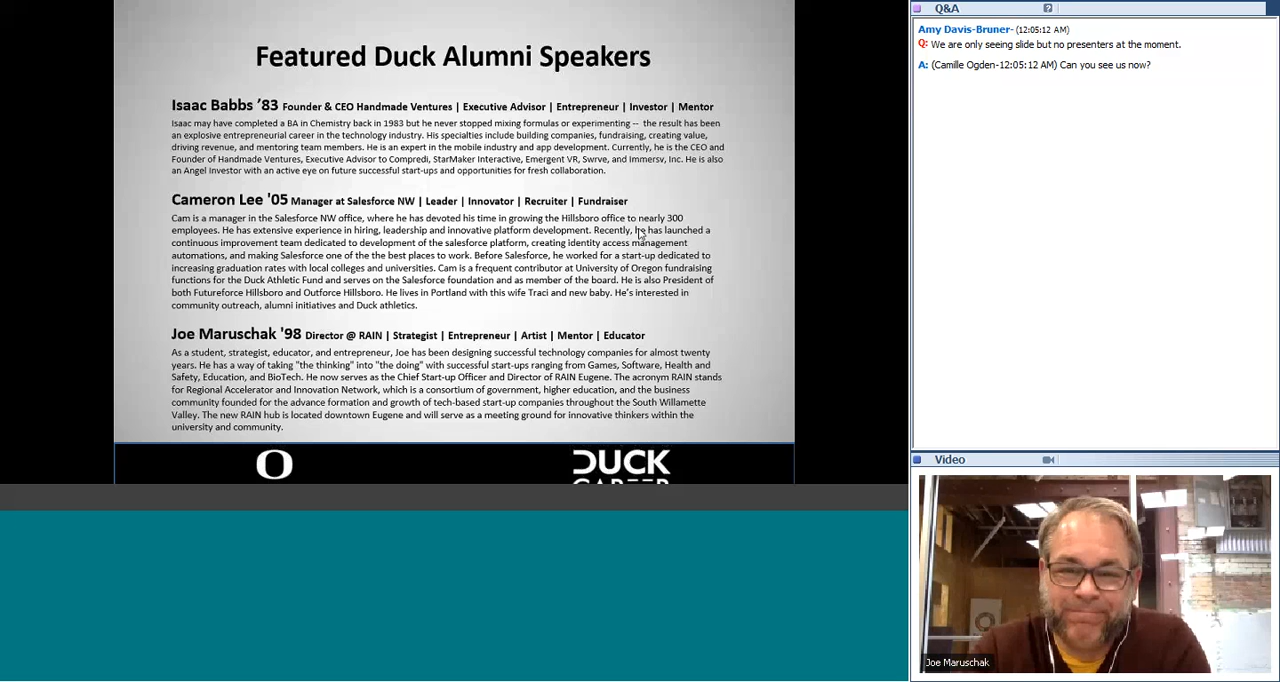 Featured Duck Alumni Speakers
Isaac Babbs ’83 Founder & CEO Handmade Ventures | Executive Advisor | Entrepreneur | Investor | Mentor
Isaac may have completed a BA in Chemistry back in 1983 but he never stopped mixing formulas or experimenting -- the result has been
an explosive entrepreneurial career in the technology industry. His specialties include building companies, fundraising, creating value,
driving revenue, and mentoring team members. He is an expert in the mobile industry and app development. Currently, he is the CEO and
Founder of Handmade Ventures, Executive Advisor to Compredi, StarMaker Interactive, Emergent VR, Swrve, and Immersv, Inc. He is also
an Angel Investor with an active eye on future successful start-ups and opportunities for fresh collaboration.
Cameron Lee '05 Manager at Salesforce NW | Leader | Innovator | Recruiter | Fundraiser
Cam is a manager in the Salesforce NW office, where he has devoted his time in growing the Hillsboro office to nearly 300
employees. He has extensive experience in hiring, leadership and innovative platform development. Recently, he has launched a
continuous improvement team dedicated to development of the salesforce platform, creating identity access management
automations, and making Salesforce one of the the best places to work. Before Salesforce, he worked for a start-up dedicated to
increasing graduation rates with local colleges and universities. Cam is a frequent contributor at University of Oregon fundraising
functions for the Duck Athletic Fund and serves on the Salesforce foundation and as member of the board. He is also President of
both Futureforce Hillsboro and Outforce Hillsboro. He lives in Portland with this wife Traci and new baby. He's interested in
community outreach, alumni initiatives and Duck athletics.
Joe Maruschak '98 Director @ RAIN | Strategist | Entrepreneur | Artist | Mentor | Educator
As a student, strategist, educator, and entrepreneur, Joe has been designing successful technology companies for almost twenty
years. He has a way of taking "the thinking" into "the doing" with successful start-ups ranging from Games, Software, Health and
Safety, Education, and BioTech. He now serves as the Chief Start-up Officer and Director of RAIN Eugene. The acronym RAIN stands
for Regional Accelerator and Innovation Network, which is a consortium of government, higher education, and the business
community founded for the advance formation and growth of tech-based start-up companies throughout the South Willamette
Valley. The new RAIN hub is located downtown Eugene and will serve as a meeting ground for innovative thinkers within the
university and community.
O
DUCK
CAREER
Q&A
Amy Davis-Bruner- (12:05:12 AM)
Q: We are only seeing slide but no presenters at the moment.
A: (Camille Ogden-12:05:12 AM) Can you see us now?
Video
Joe Maruschak